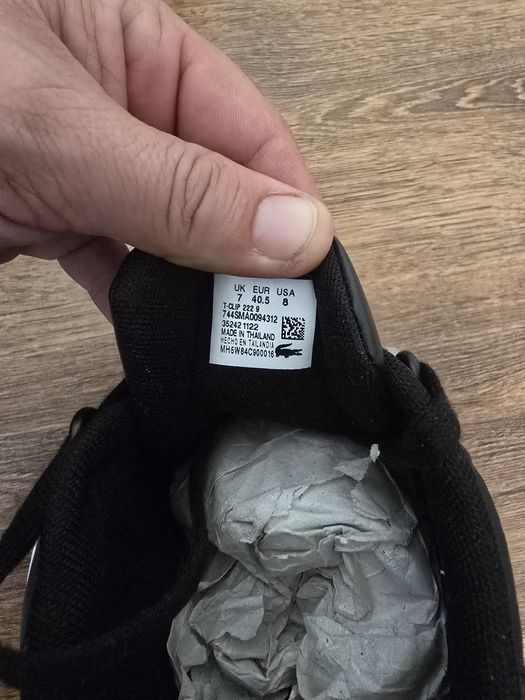 UK EUR USA
7 40.5 8
T-CLIP 222 9
744SMA0094312
35242 1122
MADE IN THAILAND
HECHO EN TAILANDIA
MH6W84C900016